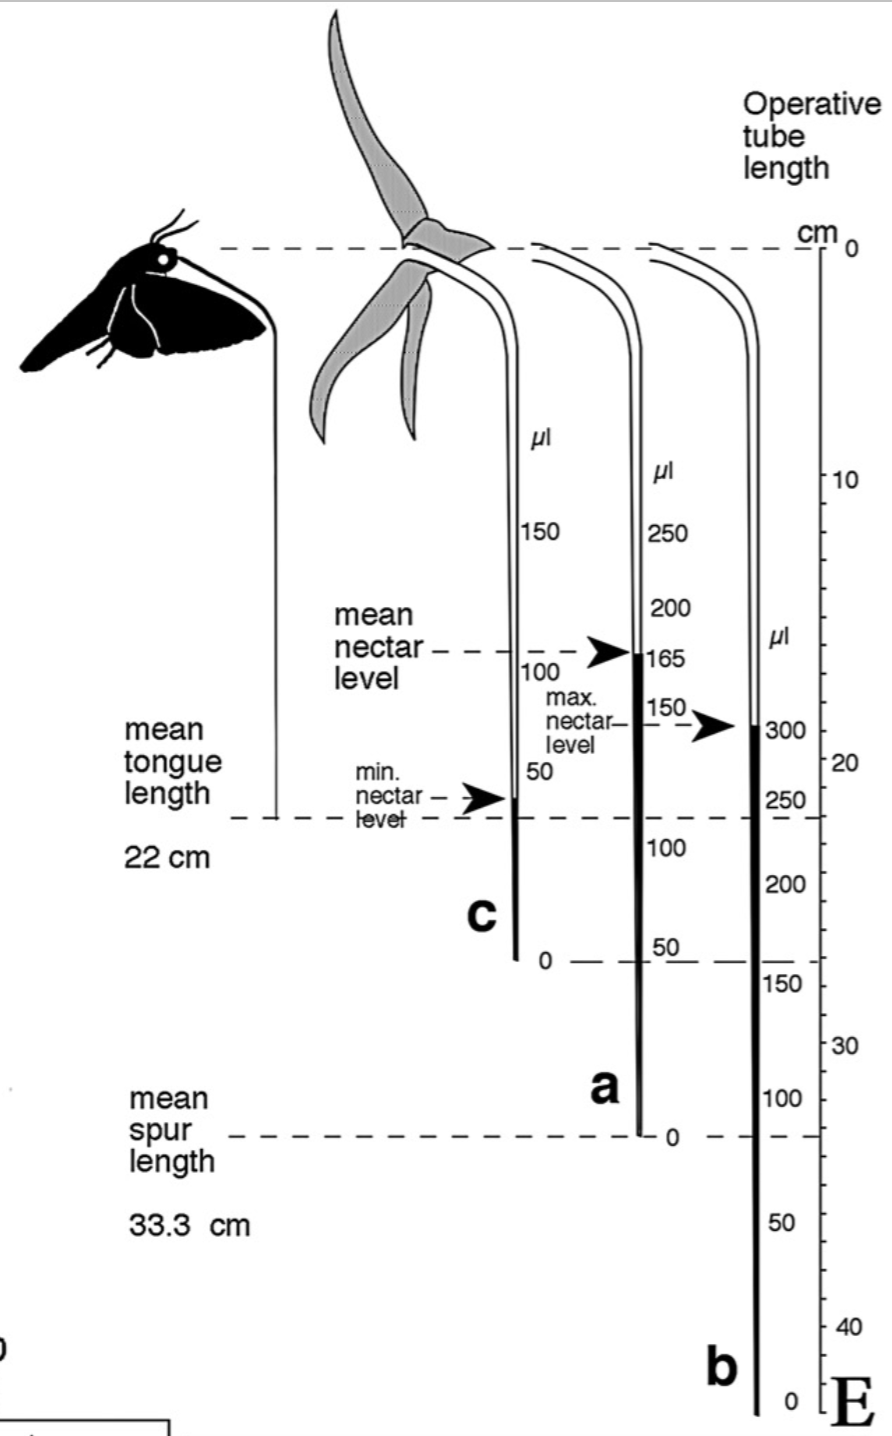 Operative
tube
length
cm
0
10
20
30
40
µl
150
100
50
0
µl
250
200
165
150
100
50
0
µl
300
250
200
150
100
50
0
mean
nectar
level
max.
nectar
level
min.
nectar
level
mean
tongue
length
22 cm
c
a
mean
spur
length
33.3 cm
b
E